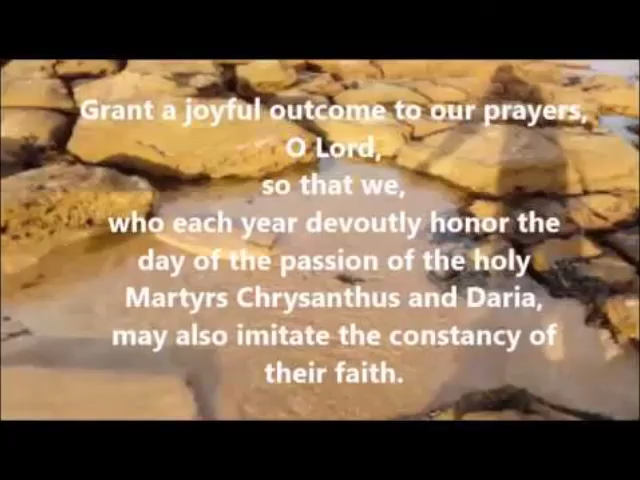 Grant a joyful outcome to our prayers,
O Lord,
so that we,
who each year devoutly honor the
day of the passion of the holy
Martyrs Chrysanthus and Daria,
may also imitate the constancy of
their faith.